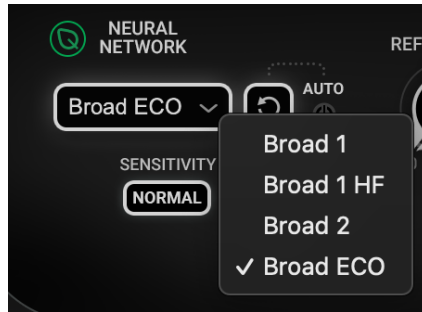 NEURAL
NETWORK
REF
Broad ECO
AUTO
SENSITIVITY
NORMAL
Broad 1
Broad 1 HF
Broad 2
✓ Broad ECO